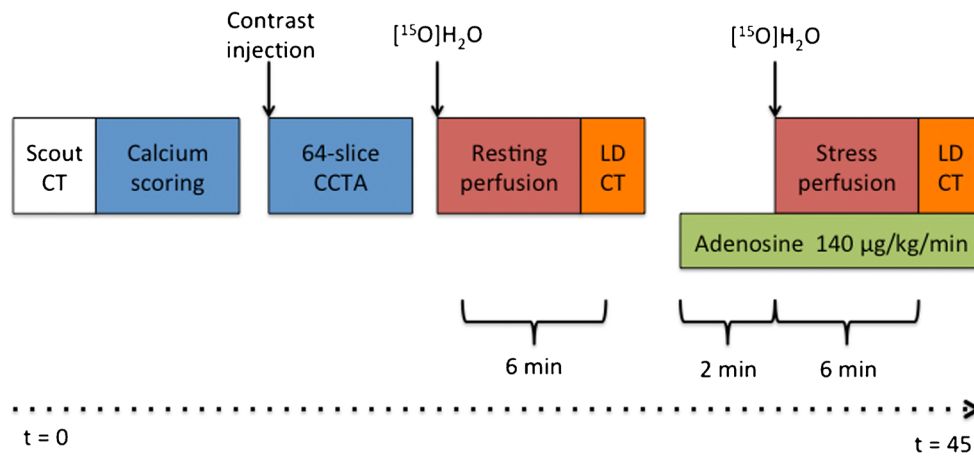 Contrast
injection
[¹⁵O]H₂O
[¹⁵O]H₂O
Scout
CT
Calcium
scoring
64-slice
CCTA
Resting
perfusion
LD
CT
Stress
perfusion
LD
CT
Adenosine 140 µg/kg/min
6 min
2 min
6 min
t = 0
t = 45